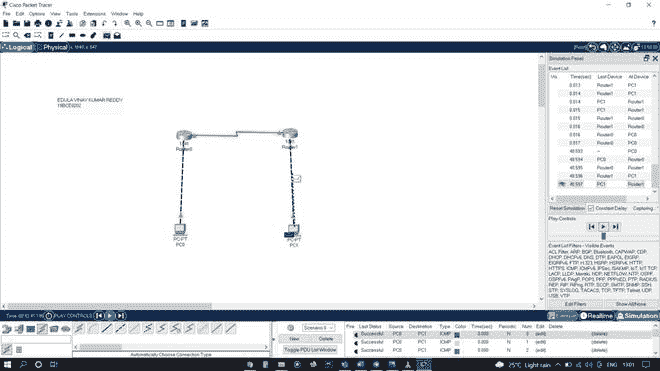 Cisco Packet Tracer
File Edit Options View Tools Extensions Window Help
Logical Physical
[Root]
EDULA VINAY KUMAR REDDY
Router0
Router1
PC-PT
PC0
PC-PT
PC1
Simulation Panel
Event List
Vis. Time(sec) Last Device At Device
0.013 Router1 PC1
0.014 Router1
0.014 PC1 Router1
0.015 PC1
0.015 Router1
0.016 Router0
0.016 Router0 PC0
0.017 Router0 PC0
48.593 -- PC0
48.594 PC0 Router0
48.595 Router0 Router1
48.596 Router1 PC1
48.597 PC1 Router1
Reset Simulation Constant Delay Capturing...
Play Controls
Event List Filters - Visible Events
ACL Filter, ARP, BGP, Bluetooth, CAPWAP, CDP,
DHCP, DHCPv6, DNS, DTP, EAPOL, EIGRP,
EIGRPv6, FTP, H.323, HSRP, HSRPv6, HTTP,
HTTPS, ICMP, ICMPv6, IPSec, ISAKMP, IoT, IoT TCP,
LACP, LLDP, Meraki, NDP, NETFLOW, NTP,
OSPF, OSPFv6, PAgP, POP3, PPP, PPPoED, PTP, RADIUS,
REP, RIP, RIPng, RTP, SCCP, SMTP, SNMP, SSH,
STP, SYSLOG, TACACS, TCP, TFTP, Telnet, UDP,
USB, VTP
Edit Filters Show All/None
PLAY CONTROLS:
Realtime Simulation
Scenario 0
New Delete
Toggle PDU List Window
Automatically Choose Connection Type
Fire Last Status Source Destination Type Color Time(sec) Periodic Num Edit Delete
Successful PC0 PC1 ICMP 0.000 N 0 (edit) (delete)
Successful PC0 PC1 ICMP 0.000 N 1 (edit) (delete)
Successful PC0 PC1 ICMP 0.000 N 2 (edit) (delete)
25°C Light rain ENG 13:01